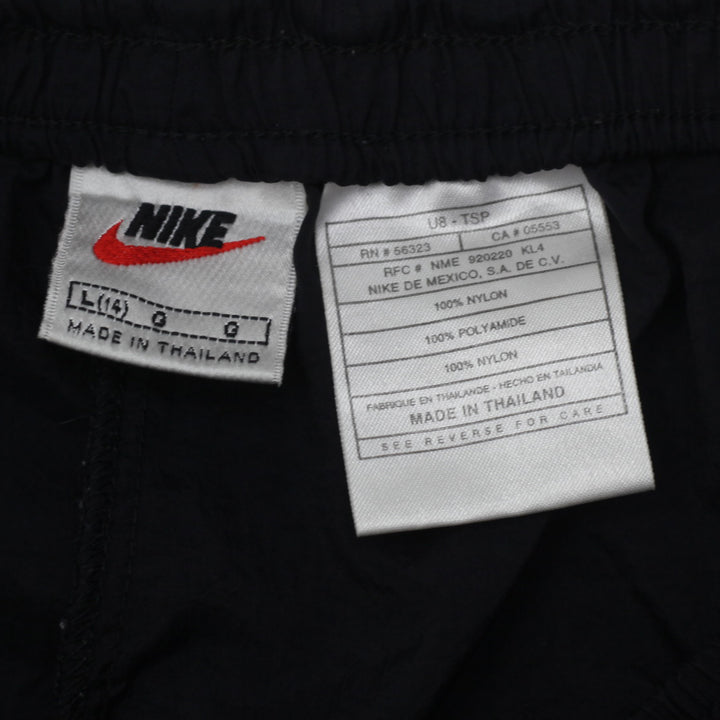 NIKE
L(14) G G
MADE IN THAILAND
U8 - TSP
RN # 56323 CA # 05553
RFC # NME 920220 KL4
NIKE DE MEXICO, S.A. DE C.V.
100% NYLON
100% POLYAMIDE
100% NYLON
FABRIQUE EN THAILANDE - HECHO EN TAILANDIA
MADE IN THAILAND
SEE REVERSE FOR CARE